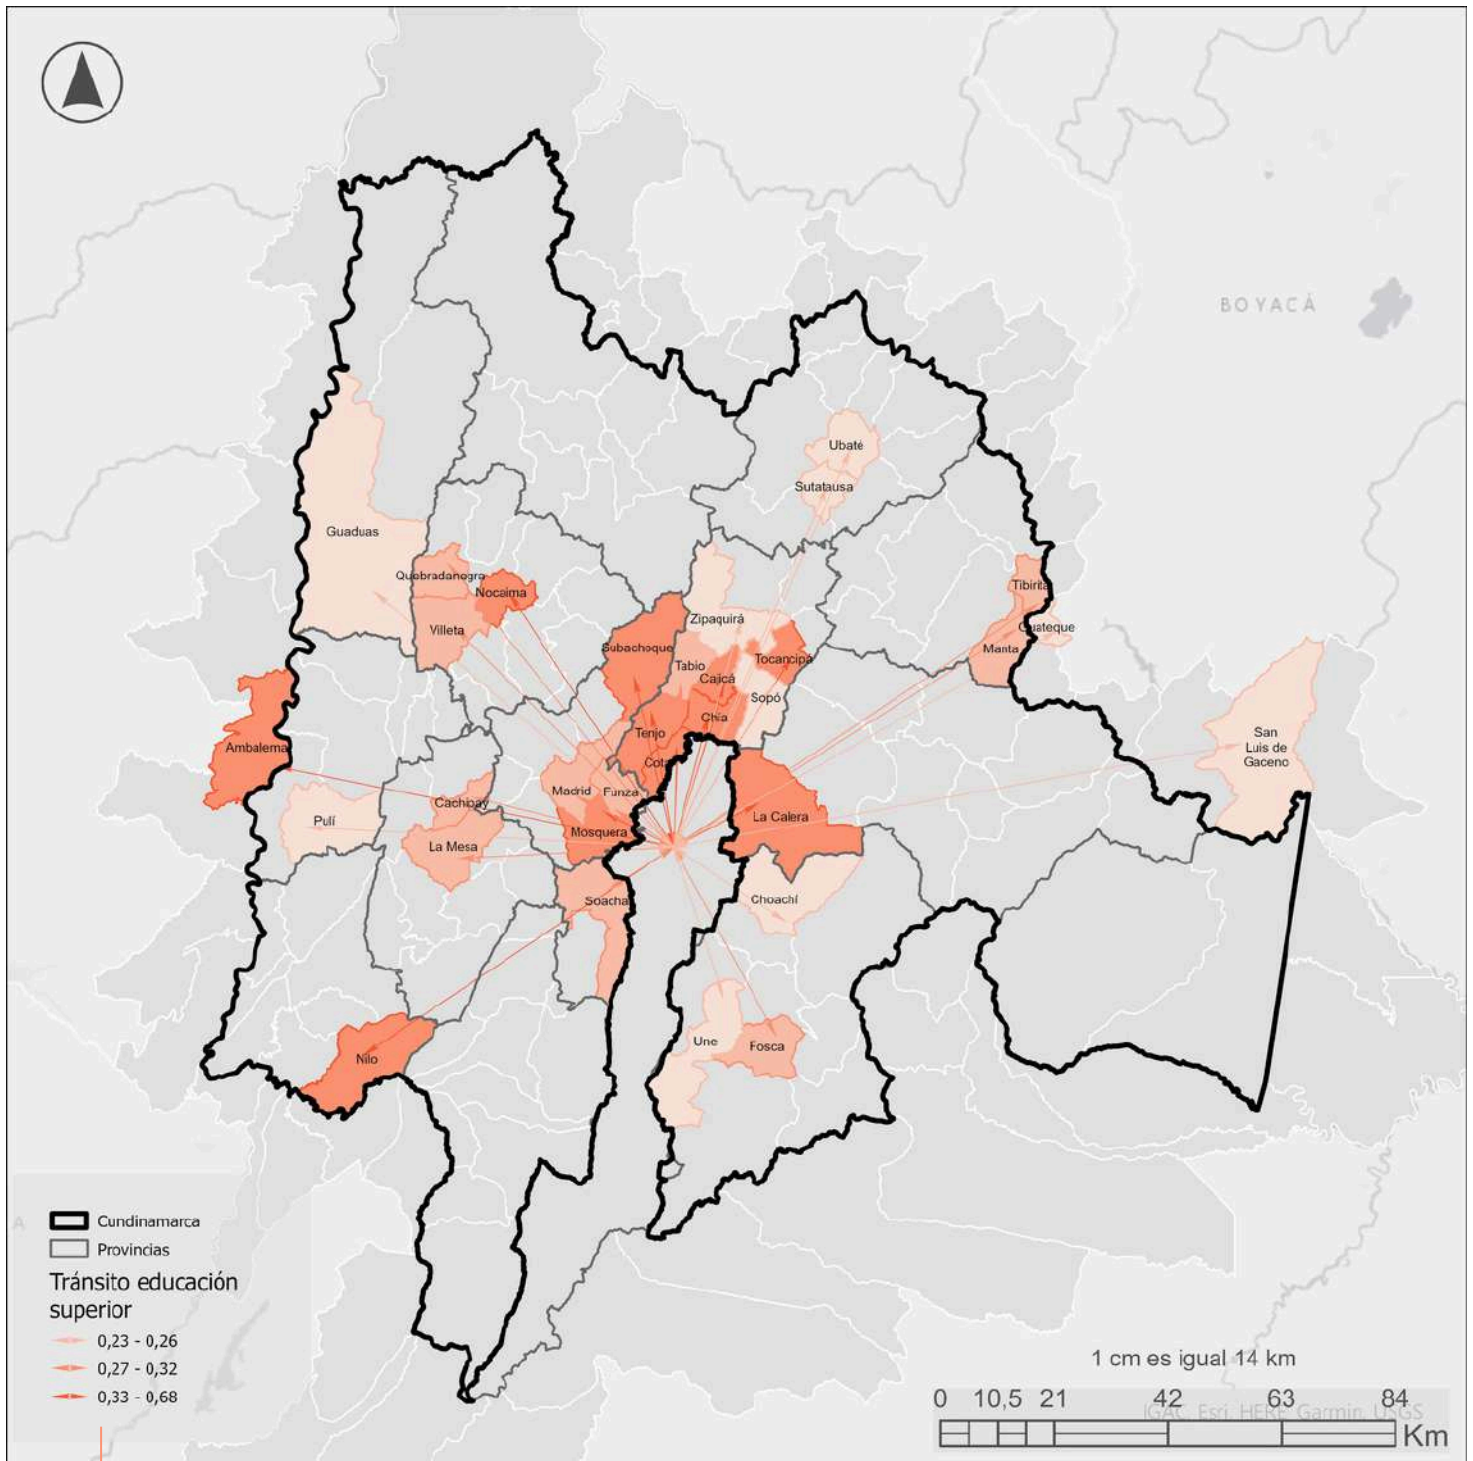 BOYACÁ
Ubaté
Sutatausa
Guaduas
Quebradanegra
Nocaima
Tibirita
Zipaquirá
Villeta
Guateque
Subachoque
Manta
Tocancipá
Tabio
Cajicá
Sopó
Chía
Tenjo
San
Luis de
Gaceno
Ambalema
Cota
Madrid
Funza
Cachipay
La Calera
Pulí
Mosquera
La Mesa
Choachí
Soacha
Une
Fosca
Nilo
A
Cundinamarca
Provincias
Tránsito educación
superior
0,23 - 0,26
0,27 - 0,32
0,33 - 0,68
1 cm es igual 14 km
0 10,5 21 42 63 84
IGAC, Esri, HERE, Garmin, USGS
Km